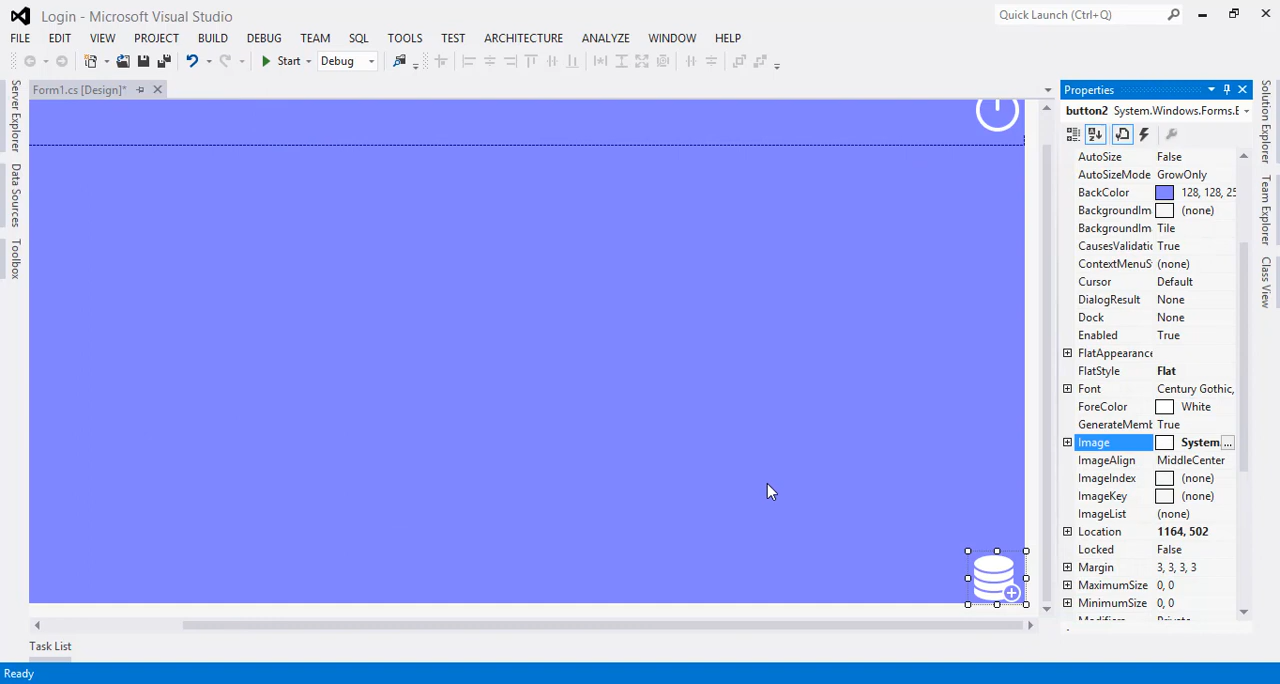 Login - Microsoft Visual Studio
Quick Launch (Ctrl+Q)
FILE EDIT VIEW PROJECT BUILD DEBUG TEAM SQL TOOLS TEST ARCHITECTURE ANALYZE WINDOW HELP
Start Debug
Form1.cs [Design]*
Server Explorer
Data Sources
Toolbox
Properties
button2 System.Windows.Forms.
AutoSize False
AutoSizeMode GrowOnly
BackColor 128, 128, 25
BackgroundIm (none)
BackgroundIm Tile
CausesValidati True
ContextMenuS (none)
Cursor Default
DialogResult None
Dock None
Enabled True
FlatAppearance
FlatStyle Flat
Font Century Gothic,
ForeColor White
GenerateMemb True
Image System. ...
ImageAlign MiddleCenter
ImageIndex (none)
ImageKey (none)
ImageList (none)
Location 1164, 502
Locked False
Margin 3, 3, 3, 3
MaximumSize 0, 0
MinimumSize 0, 0
Solution Explorer
Team Explorer
Class View
Task List
Ready